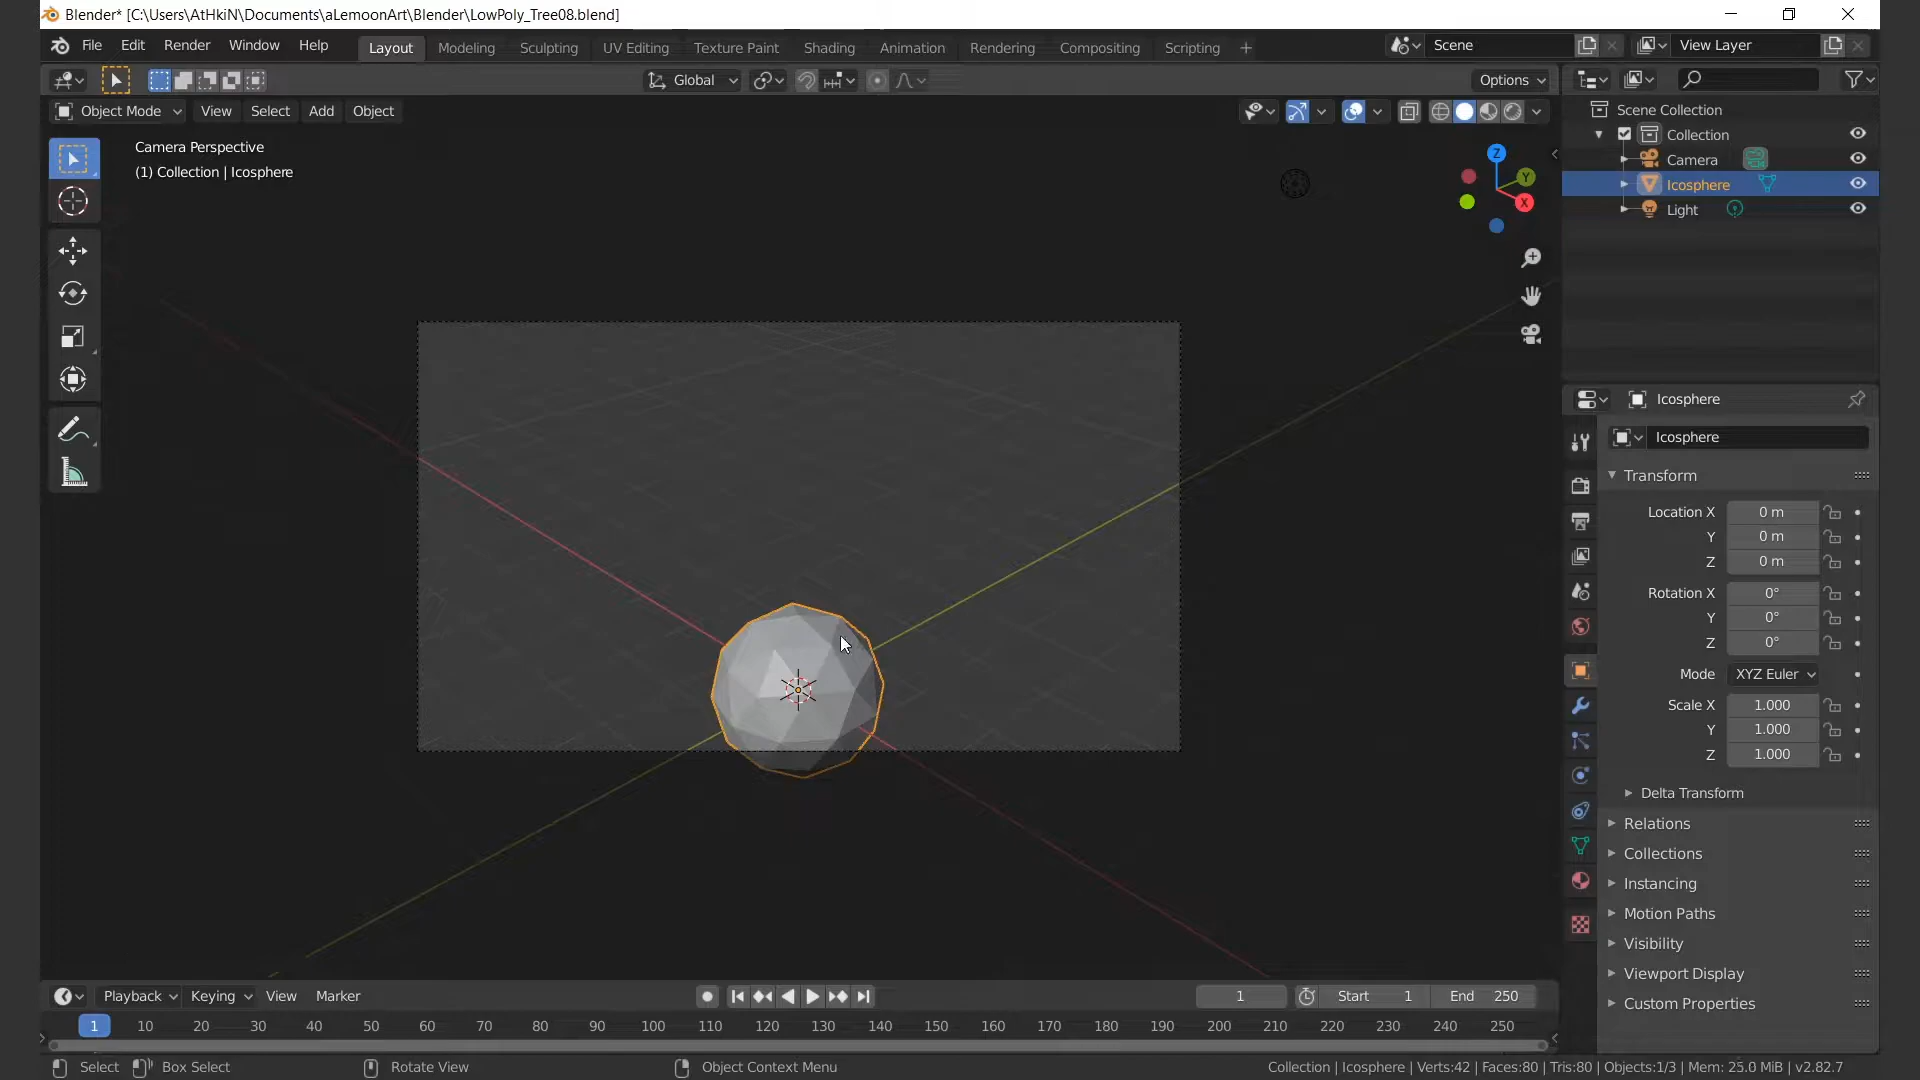 Blender* [C:\Users\AtHkiN\Documents\aLemoonArt\Blender\LowPoly_Tree08.blend]
File Edit Render Window Help Layout Modeling Sculpting UV Editing Texture Paint Shading Animation Rendering Compositing Scripting + Scene View Layer
Global Options
Object Mode View Select Add Object
Camera Perspective
(1) Collection | Icosphere
Z
Y
X
Scene Collection
Collection
Camera
Icosphere
Light
Icosphere
Icosphere
Transform
Location X 0 m
Y 0 m
Z 0 m
Rotation X 0°
Y 0°
Z 0°
Mode XYZ Euler
Scale X 1.000
Y 1.000
Z 1.000
Delta Transform
Relations
Collections
Instancing
Motion Paths
Visibility
Viewport Display
Custom Properties
Playback Keying View Marker 1 Start 1 End 250
1 10 20 30 40 50 60 70 80 90 100 110 120 130 140 150 160 170 180 190 200 210 220 230 240 250
Select Box Select Rotate View Object Context Menu Collection | Icosphere | Verts:42 | Faces:80 | Tris:80 | Objects:1/3 | Mem: 25.0 MiB | v2.82.7